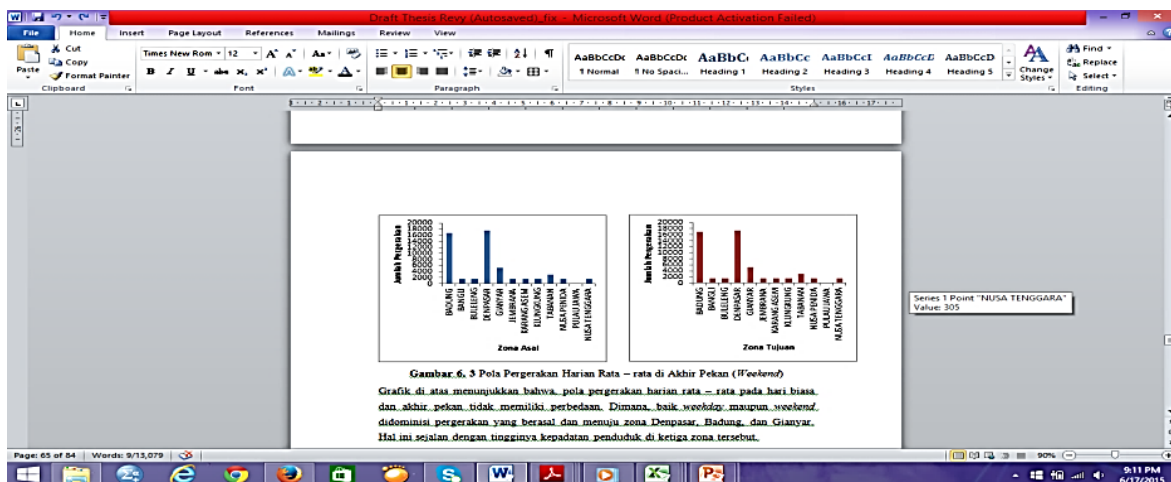 Draft Thesis Revy (Autosaved)_fix - Microsoft Word (Product Activation Failed)
File Home Insert Page Layout References Mailings Review View
Paste
Cut
Copy
Format Painter
Clipboard
Times New Rom 12
B I U abe x, x'
Font
Paragraph
AaBbCcDc AaBbCcDc AaBbC AaBbCc AaBbCcI AaBbCcD AaBbCcD
¶ Normal ¶ No Spaci... Heading 1 Heading 2 Heading 3 Heading 4 Heading 5
Styles
Change Styles
Find
Replace
Select
Editing
Jumlah Pergerakan
20000
18000
16000
14000
12000
10000
8000
6000
4000
2000
0
BADUNG
BANGLI
BULELENG
DENPASAR
GIANYAR
JEMBRANA
KARANGASEM
KLUNGKUNG
TABANAN
NUSA PENIDA
PULAU JAWA
NUSA TENGGARA
Zona Asal
Jumlah Pergerakan
20000
18000
16000
14000
12000
10000
8000
6000
4000
2000
0
BADUNG
BANGLI
BULELENG
DENPASAR
GIANYAR
JEMBRANA
KARANGASEM
KLUNGKUNG
TABANAN
NUSA PENIDA
PULAU JAWA
NUSA TENGGARA
Zona Tujuan
Series 1 Point "NUSA TENGGARA"
Value: 305
Gambar 6. 3 Pola Pergerakan Harian Rata – rata di Akhir Pekan (Weekend)
Grafik di atas menunjukkan bahwa, pola pergerakan harian rata – rata pada hari biasa
dan akhir pekan tidak memiliki perbedaan. Dimana, baik weekday maupun weekend
didominisi pergerakan yang berasal dan menuju zona Denpasar, Badung, dan Gianyar.
Hal ini sejalan dengan tingginya kepadatan penduduk di ketiga zona tersebut.
Page: 65 of 84 Words: 9/13,079
90%
9:11 PM
6/17/2015